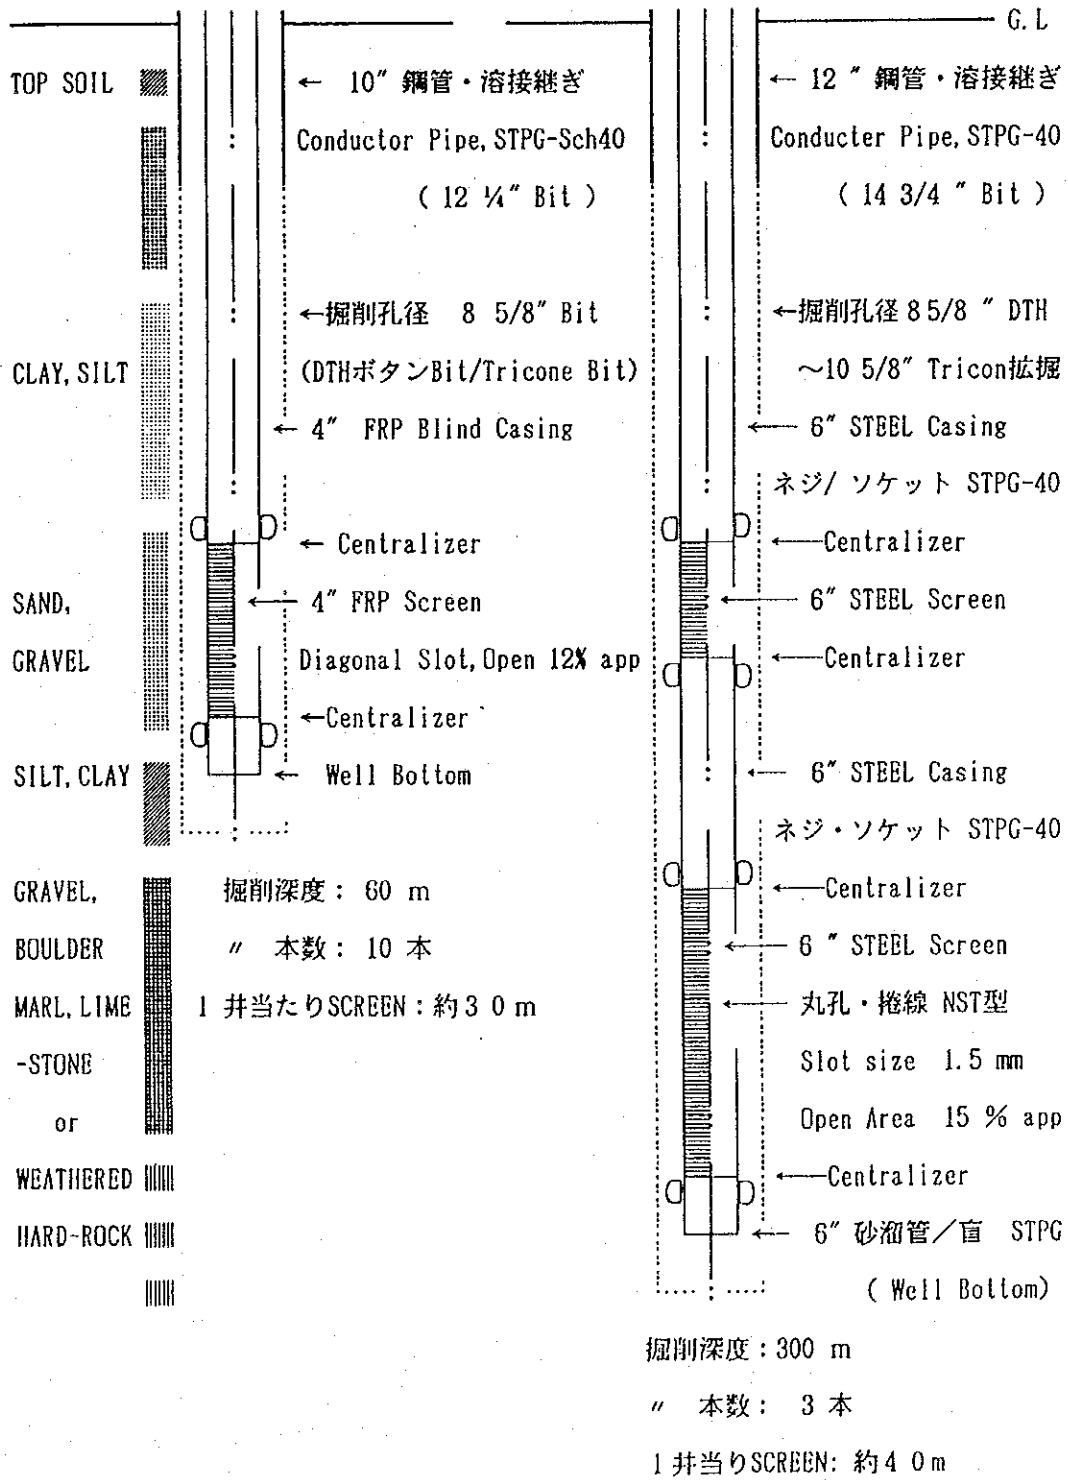 G.L
TOP SOIL
← 10″ 鋼管・溶接継ぎ
Conductor Pipe, STPG-Sch40
( 12 ¼″ Bit )
←掘削孔径 8 5/8″ Bit
CLAY, SILT
(DTHボタンBit/Tricone Bit)
← 4″ FRP Blind Casing
← Centralizer
SAND,
← 4″ FRP Screen
GRAVEL
Diagonal Slot, Open 12% app
←Centralizer
SILT, CLAY
← Well Bottom
GRAVEL,
BOULDER
MARL, LIME
-STONE
or
WEATHERED
HARD-ROCK
掘削深度： 60 m
〃 本数： 10 本
1 井当たりSCREEN：約３０ｍ
← 12 ″ 鋼管・溶接継ぎ
Conducter Pipe, STPG-40
( 14 3/4 ″ Bit )
←掘削孔径 8 5/8 ″ DTH
～10 5/8″ Tricon拡掘
← 6″ STEEL Casing
ネジ/ ソケット STPG-40
←Centralizer
← 6″ STEEL Screen
←Centralizer
← 6″ STEEL Casing
ネジ・ソケット STPG-40
←Centralizer
← 6 ″ STEEL Screen
← 丸孔・捲線 NST型
Slot size 1.5 mm
Open Area 15 % app
←Centralizer
← 6″ 砂溜管／盲 STPG
( Well Bottom)
掘削深度：300 m
〃 本数： 3 本
1 井当りSCREEN: 約４０ｍ